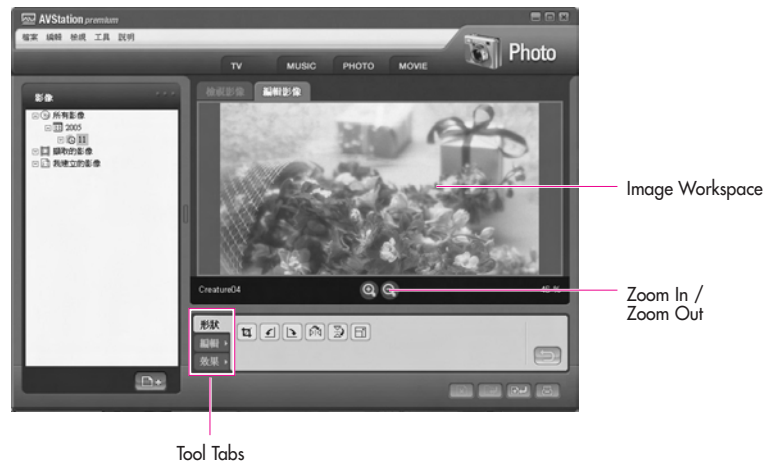 AVStation premium
檔案 編輯 檢視 工具 說明
Photo
TV MUSIC PHOTO MOVIE
影像
檢視影像 編輯影像
所有影像
2005
11
擷取的影像
我建立的影像
Image Workspace
Creature04
Zoom In /
Zoom Out
形狀
編輯
效果
Tool Tabs